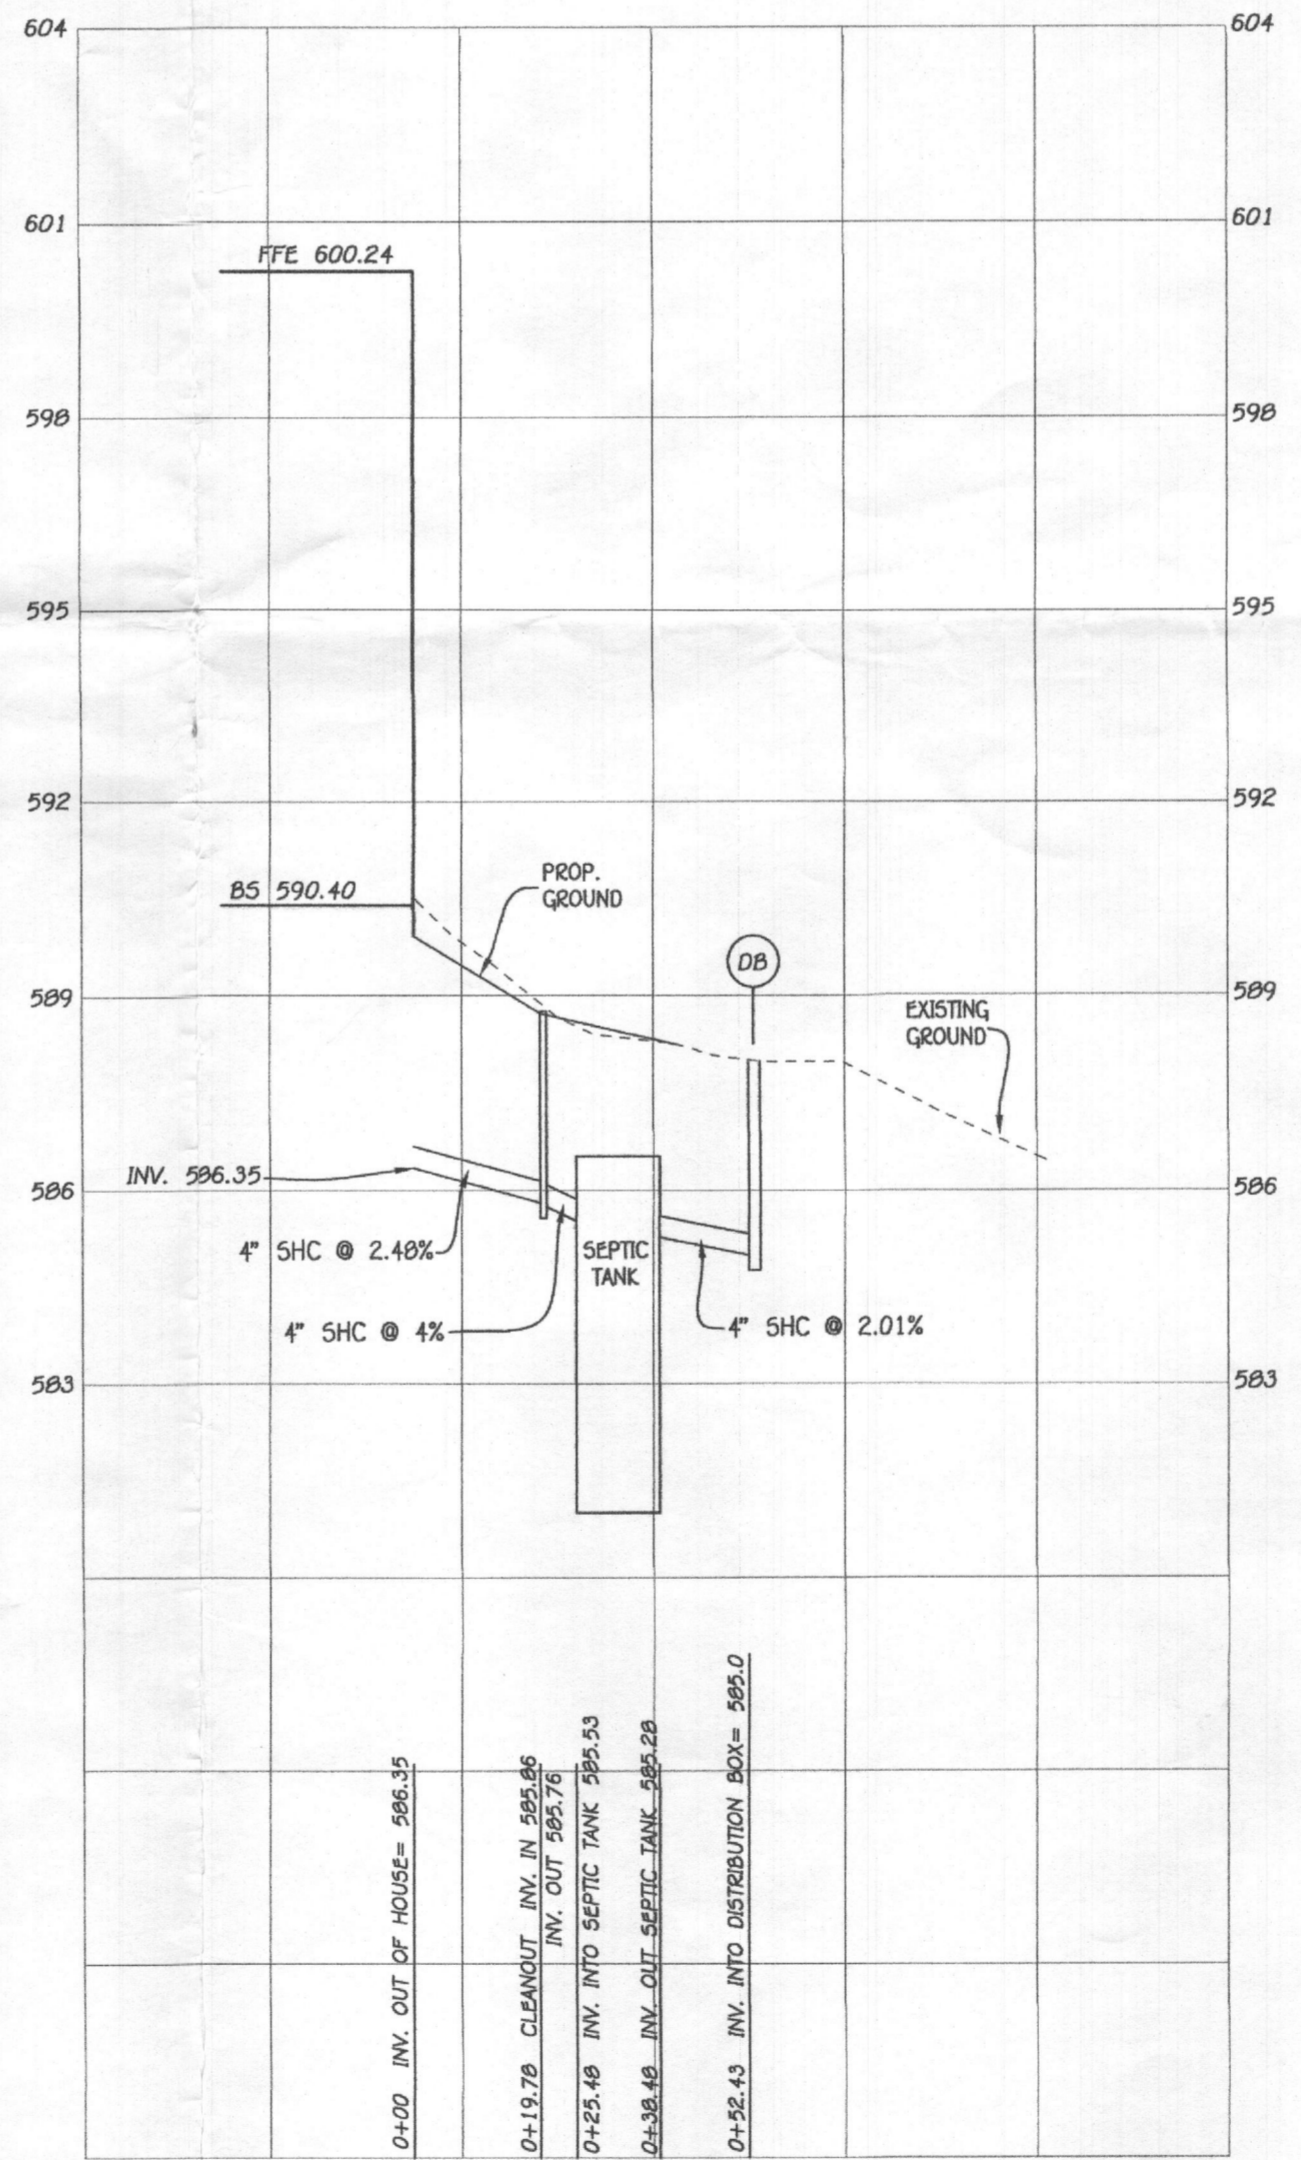 604
604
601
601
FFE 600.24
598
598
595
595
592
592
PROP.
GROUND
BS 590.40
DB
589
589
EXISTING
GROUND
INV. 586.35
586
586
4" SHC @ 2.48%
SEPTIC
TANK
4" SHC @ 4%
4" SHC @ 2.01%
583
583
0+00 INV. OUT OF HOUSE= 586.35
0+19.78 CLEANOUT INV. IN 585.86
INV. OUT 585.76
0+25.48 INV. INTO SEPTIC TANK 585.53
0+38.48 INV. OUT SEPTIC TANK 585.28
0+52.43 INV. INTO DISTRIBUTION BOX= 585.0